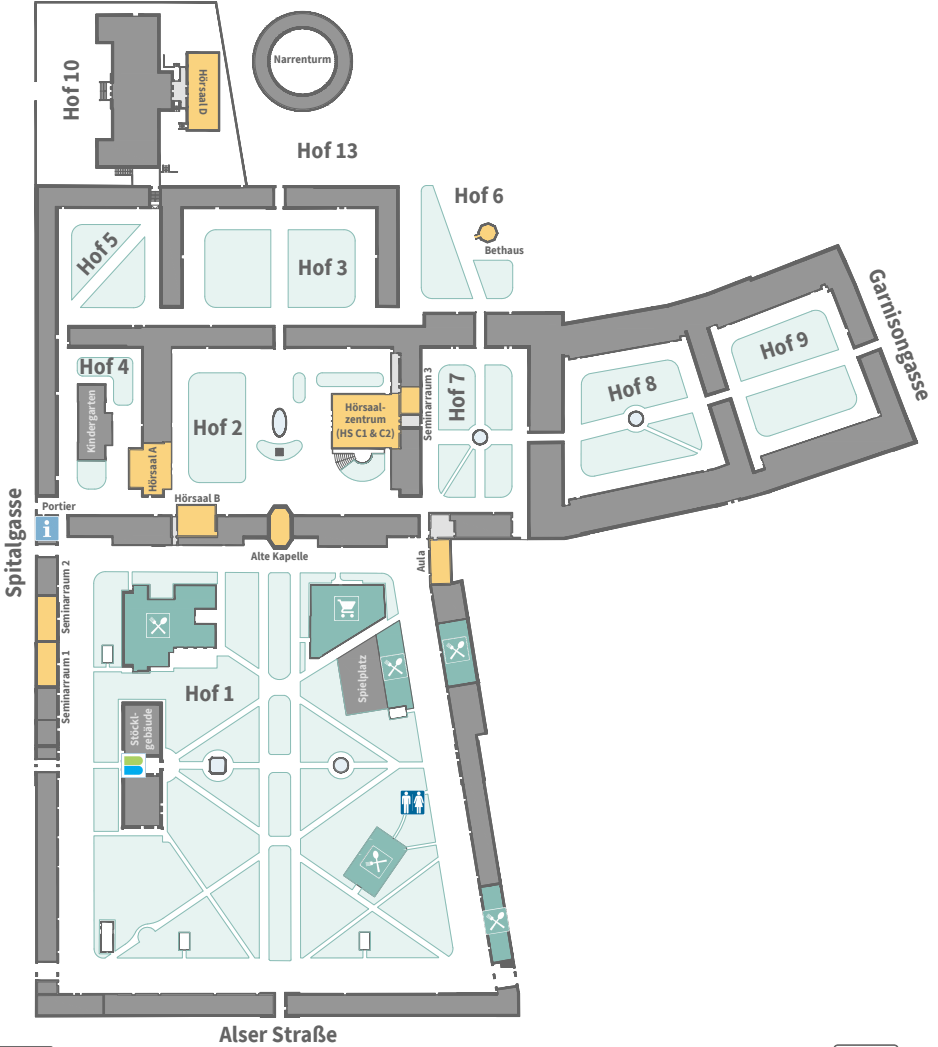 Hof 10
Hörsaal D
Narrenturm
Hof 13
Hof 6
Bethaus
Hof 5
Hof 3
Garnisongasse
Hof 9
Hof 8
Hof 7
Hof 4
Kindergarten
Hof 2
Hörsaal-
zentrum
(HS C1 & C2)
Seminarraum 3
Hörsaal A
Hörsaal B
Portier
i
Alte Kapelle
Aula
Spitalgasse
Seminarraum 2
Seminarraum 1
Hof 1
Spielplatz
Stöckl-
gebäude
Alser Straße